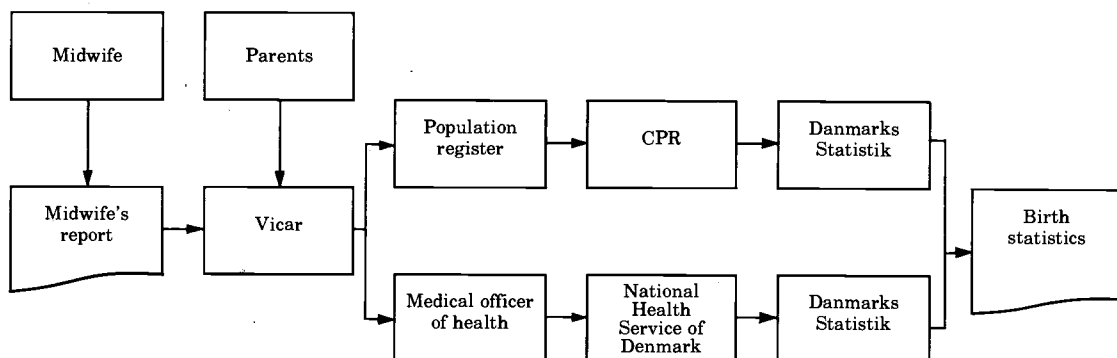 Midwife
Parents
Population
register
CPR
Danmarks
Statistik
Midwife's
report
Vicar
Birth
statistics
Medical officer
of health
National
Health
Service of
Denmark
Danmarks
Statistik